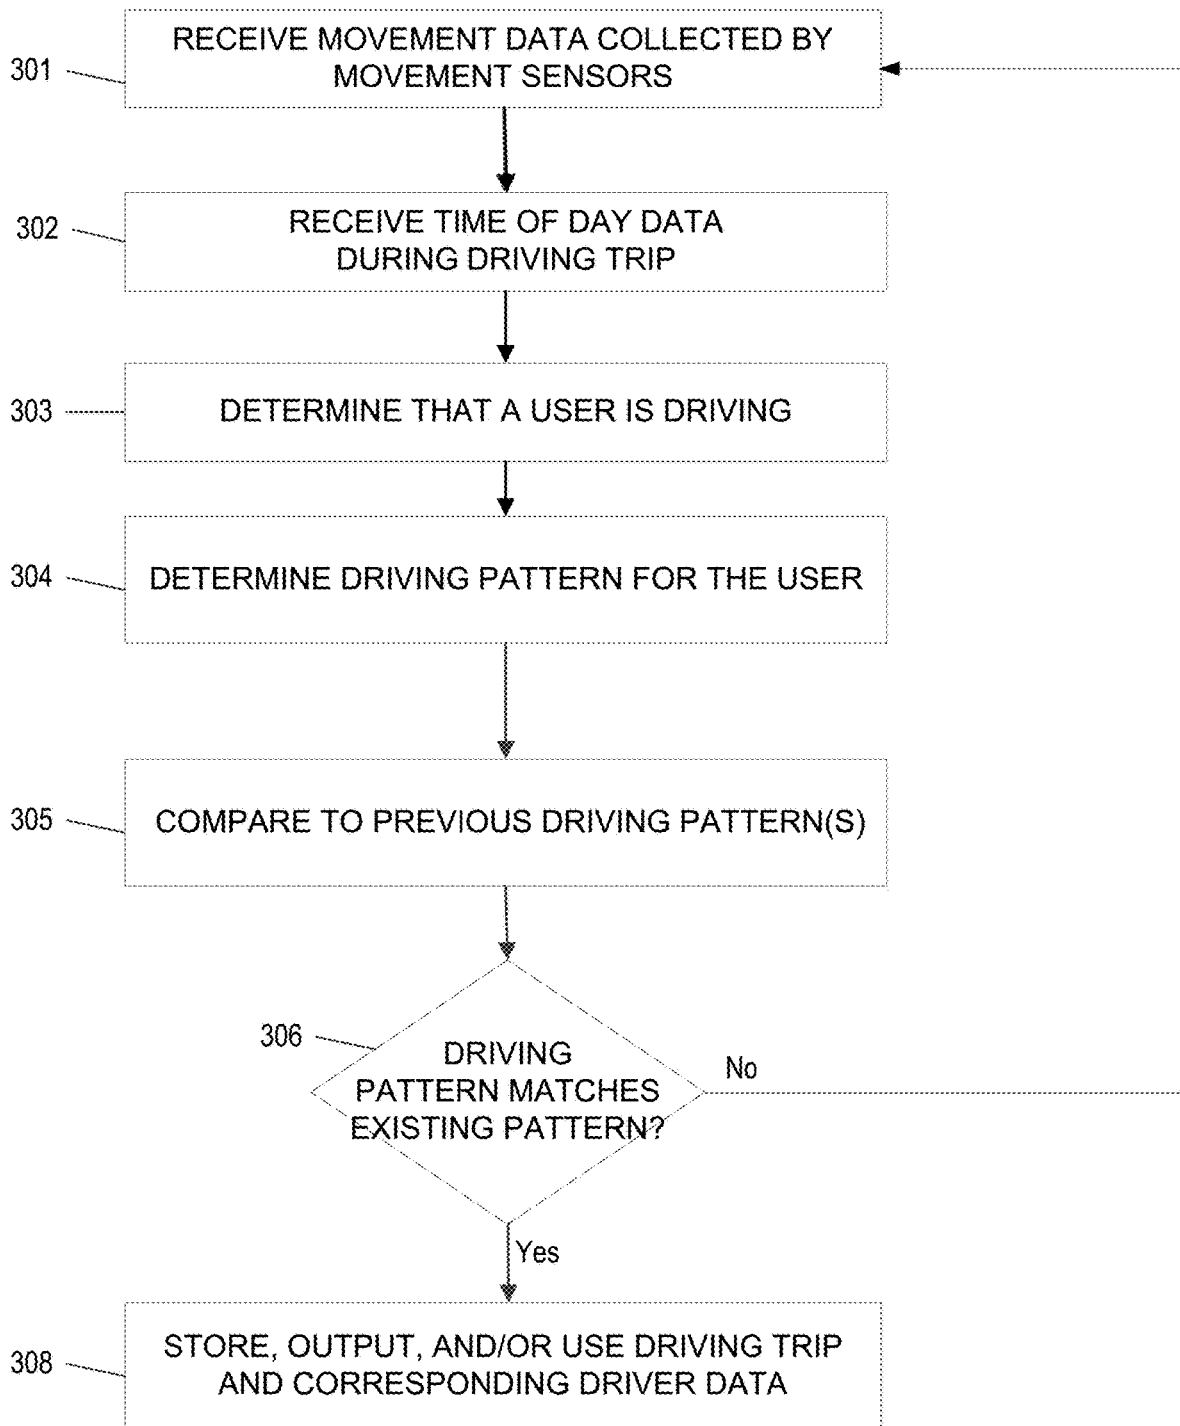 RECEIVE MOVEMENT DATA COLLECTED BY
MOVEMENT SENSORS
301
RECEIVE TIME OF DAY DATA
DURING DRIVING TRIP
302
303
DETERMINE THAT A USER IS DRIVING
304
DETERMINE DRIVING PATTERN FOR THE USER
305
COMPARE TO PREVIOUS DRIVING PATTERN(S)
306
DRIVING
PATTERN MATCHES
EXISTING PATTERN?
No
Yes
308
STORE, OUTPUT, AND/OR USE DRIVING TRIP
AND CORRESPONDING DRIVER DATA